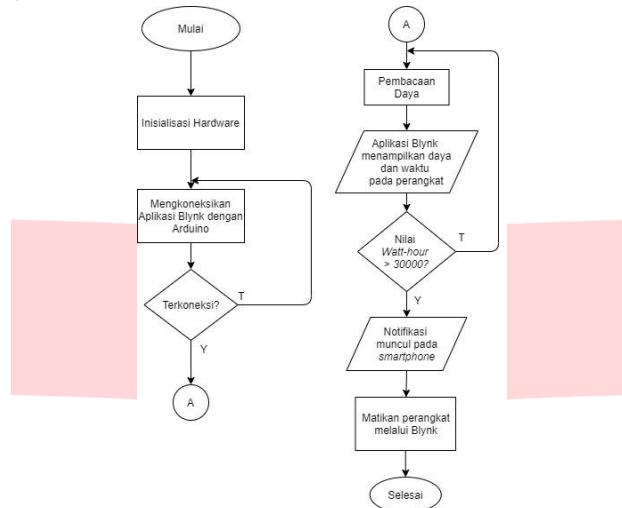 Mulai
Inisialisasi Hardware
Mengkoneksikan
Aplikasi Blynk dengan
Arduino
Terkoneksi?
T
Y
A
A
Pembacaan
Daya
Aplikasi Blynk
menampilkan daya
dan waktu
pada perangkat
Nilai
Watt-hour
> 30000?
T
Y
Notifikasi
muncul pada
smartphone
Matikan perangkat
melalui Blynk
Selesai